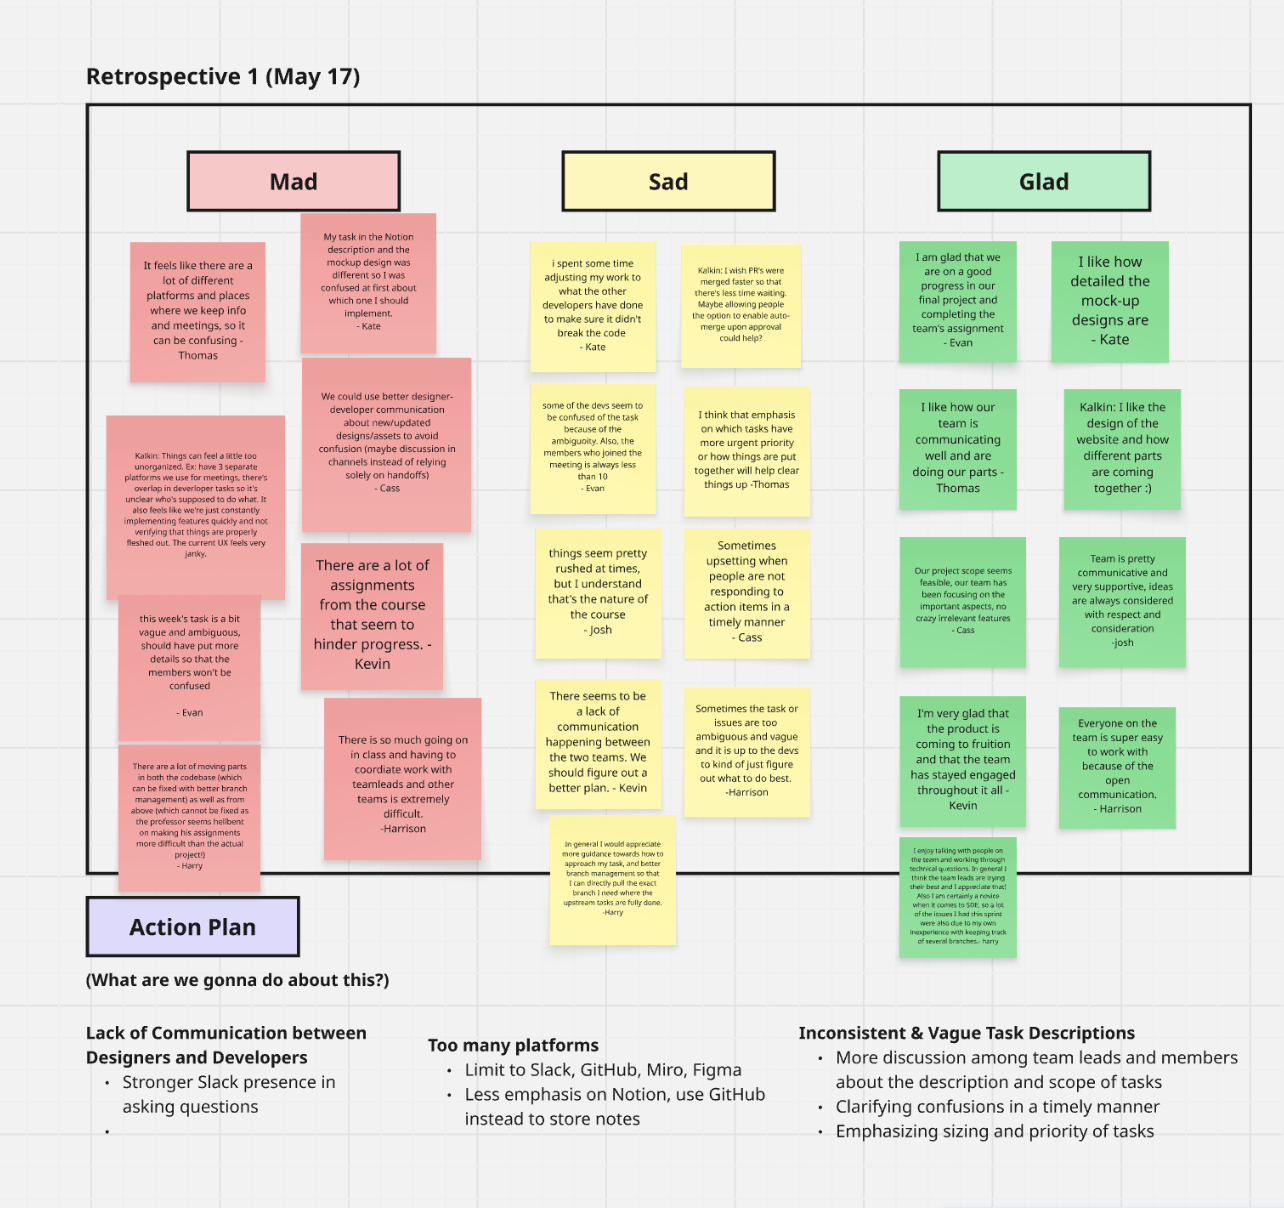 Retrospective 1 (May 17)
Mad
It feels like there are a
lot of different
platforms and places
where we keep info
and meetings, so it
can be confusing -
Thomas
My task in the Notion
description and the
mockup design was
different so I was
confused at first about
which one I should
implement.
- Kate
We could use better designer-
developer communication
about new/updated
designs/assets to avoid
confusion (maybe discussion in
channels instead of relying
solely on handoffs)
- Cass
Kalkin: Things can feel a little too
unorganized. Ex: have 3 separate
platforms we use for meetings, there's
overlap in developer tasks so it's
unclear who's supposed to do what. It
also feels like we're just constantly
implementing features quickly and not
verifying that things are properly
fleshed out. The current UX feels very
janky.
There are a lot of
assignments
from the course
that seem to
hinder progress. -
Kevin
this week's task is a bit
vague and ambiguous,
should have put more
details so that the
members won't be
confused
- Evan
There is so much going on
in class and having to
coordiate work with
teamleads and other
teams is extremely
difficult.
-Harrison
There are a lot of moving parts
in both the codebase (which
can be fixed with better branch
management) as well as from
above (which cannot be fixed as
the professor seems hellbent
on making his assignments
more difficult than the actual
project!)
- Harry
Sad
i spent some time
adjusting my work to
what the other
developers have done
to make sure it didn't
break the code
- Kate
Kalkin: I wish PR's were
merged faster so that
there's less time waiting.
Maybe allowing people
the option to enable auto-
merge upon approval
could help?
some of the devs seem to
be confused of the task
because of the
ambiguoity. Also, the
members who joined the
meeting is always less
than 10
- Evan
I think that emphasis
on which tasks have
more urgent priority
or how things are put
together will help clear
things up -Thomas
things seem pretty
rushed at times,
but I understand
that's the nature of
the course
- Josh
Sometimes
upsetting when
people are not
responding to
action items in a
timely manner
- Cass
There seems to be
a lack of
communication
happening between
the two teams. We
should figure out a
better plan. - Kevin
Sometimes the task or
issues are too
ambiguous and vague
and it is up to the devs
to kind of just figure
out what to do best.
-Harrison
In general I would appreciate
more guidance towards how to
approach my task, and better
branch management so that
I can directly pull the exact
branch I need where the
upstream tasks are fully done.
-Harry
Glad
I am glad that we
are on a good
progress in our
final project and
completing the
team's assignment
- Evan
I like how
detailed the
mock-up
designs are
- Kate
I like how our
team is
communicating
well and are
doing our parts -
Thomas
Kalkin: I like the
design of the
website and how
different parts
are coming
together :)
Our project scope seems
feasible, our team has
been focusing on the
important aspects, no
crazy irrelevant features
- Cass
Team is pretty
communicative and
very supportive, ideas
are always considered
with respect and
consideration
-josh
I'm very glad that
the product is
coming to fruition
and that the team
has stayed engaged
throughout it all -
Kevin
Everyone on the
team is super easy
to work with
because of the
open
communication.
- Harrison
I enjoy talking with people on
the team and working through
technical questions. In general I
think the team leads are trying
their best and I appreciate that!
Also I am certainly a novice
when it comes to SDE, so a lot
of the issues I had this sprint
were also due to my own
inexperience with keeping track
of several branches.- harry
Action Plan
(What are we gonna do about this?)
Lack of Communication between
Designers and Developers
• Stronger Slack presence in
asking questions
•
Too many platforms
• Limit to Slack, GitHub, Miro, Figma
• Less emphasis on Notion, use GitHub
instead to store notes
Inconsistent & Vague Task Descriptions
• More discussion among team leads and members
about the description and scope of tasks
• Clarifying confusions in a timely manner
• Emphasizing sizing and priority of tasks